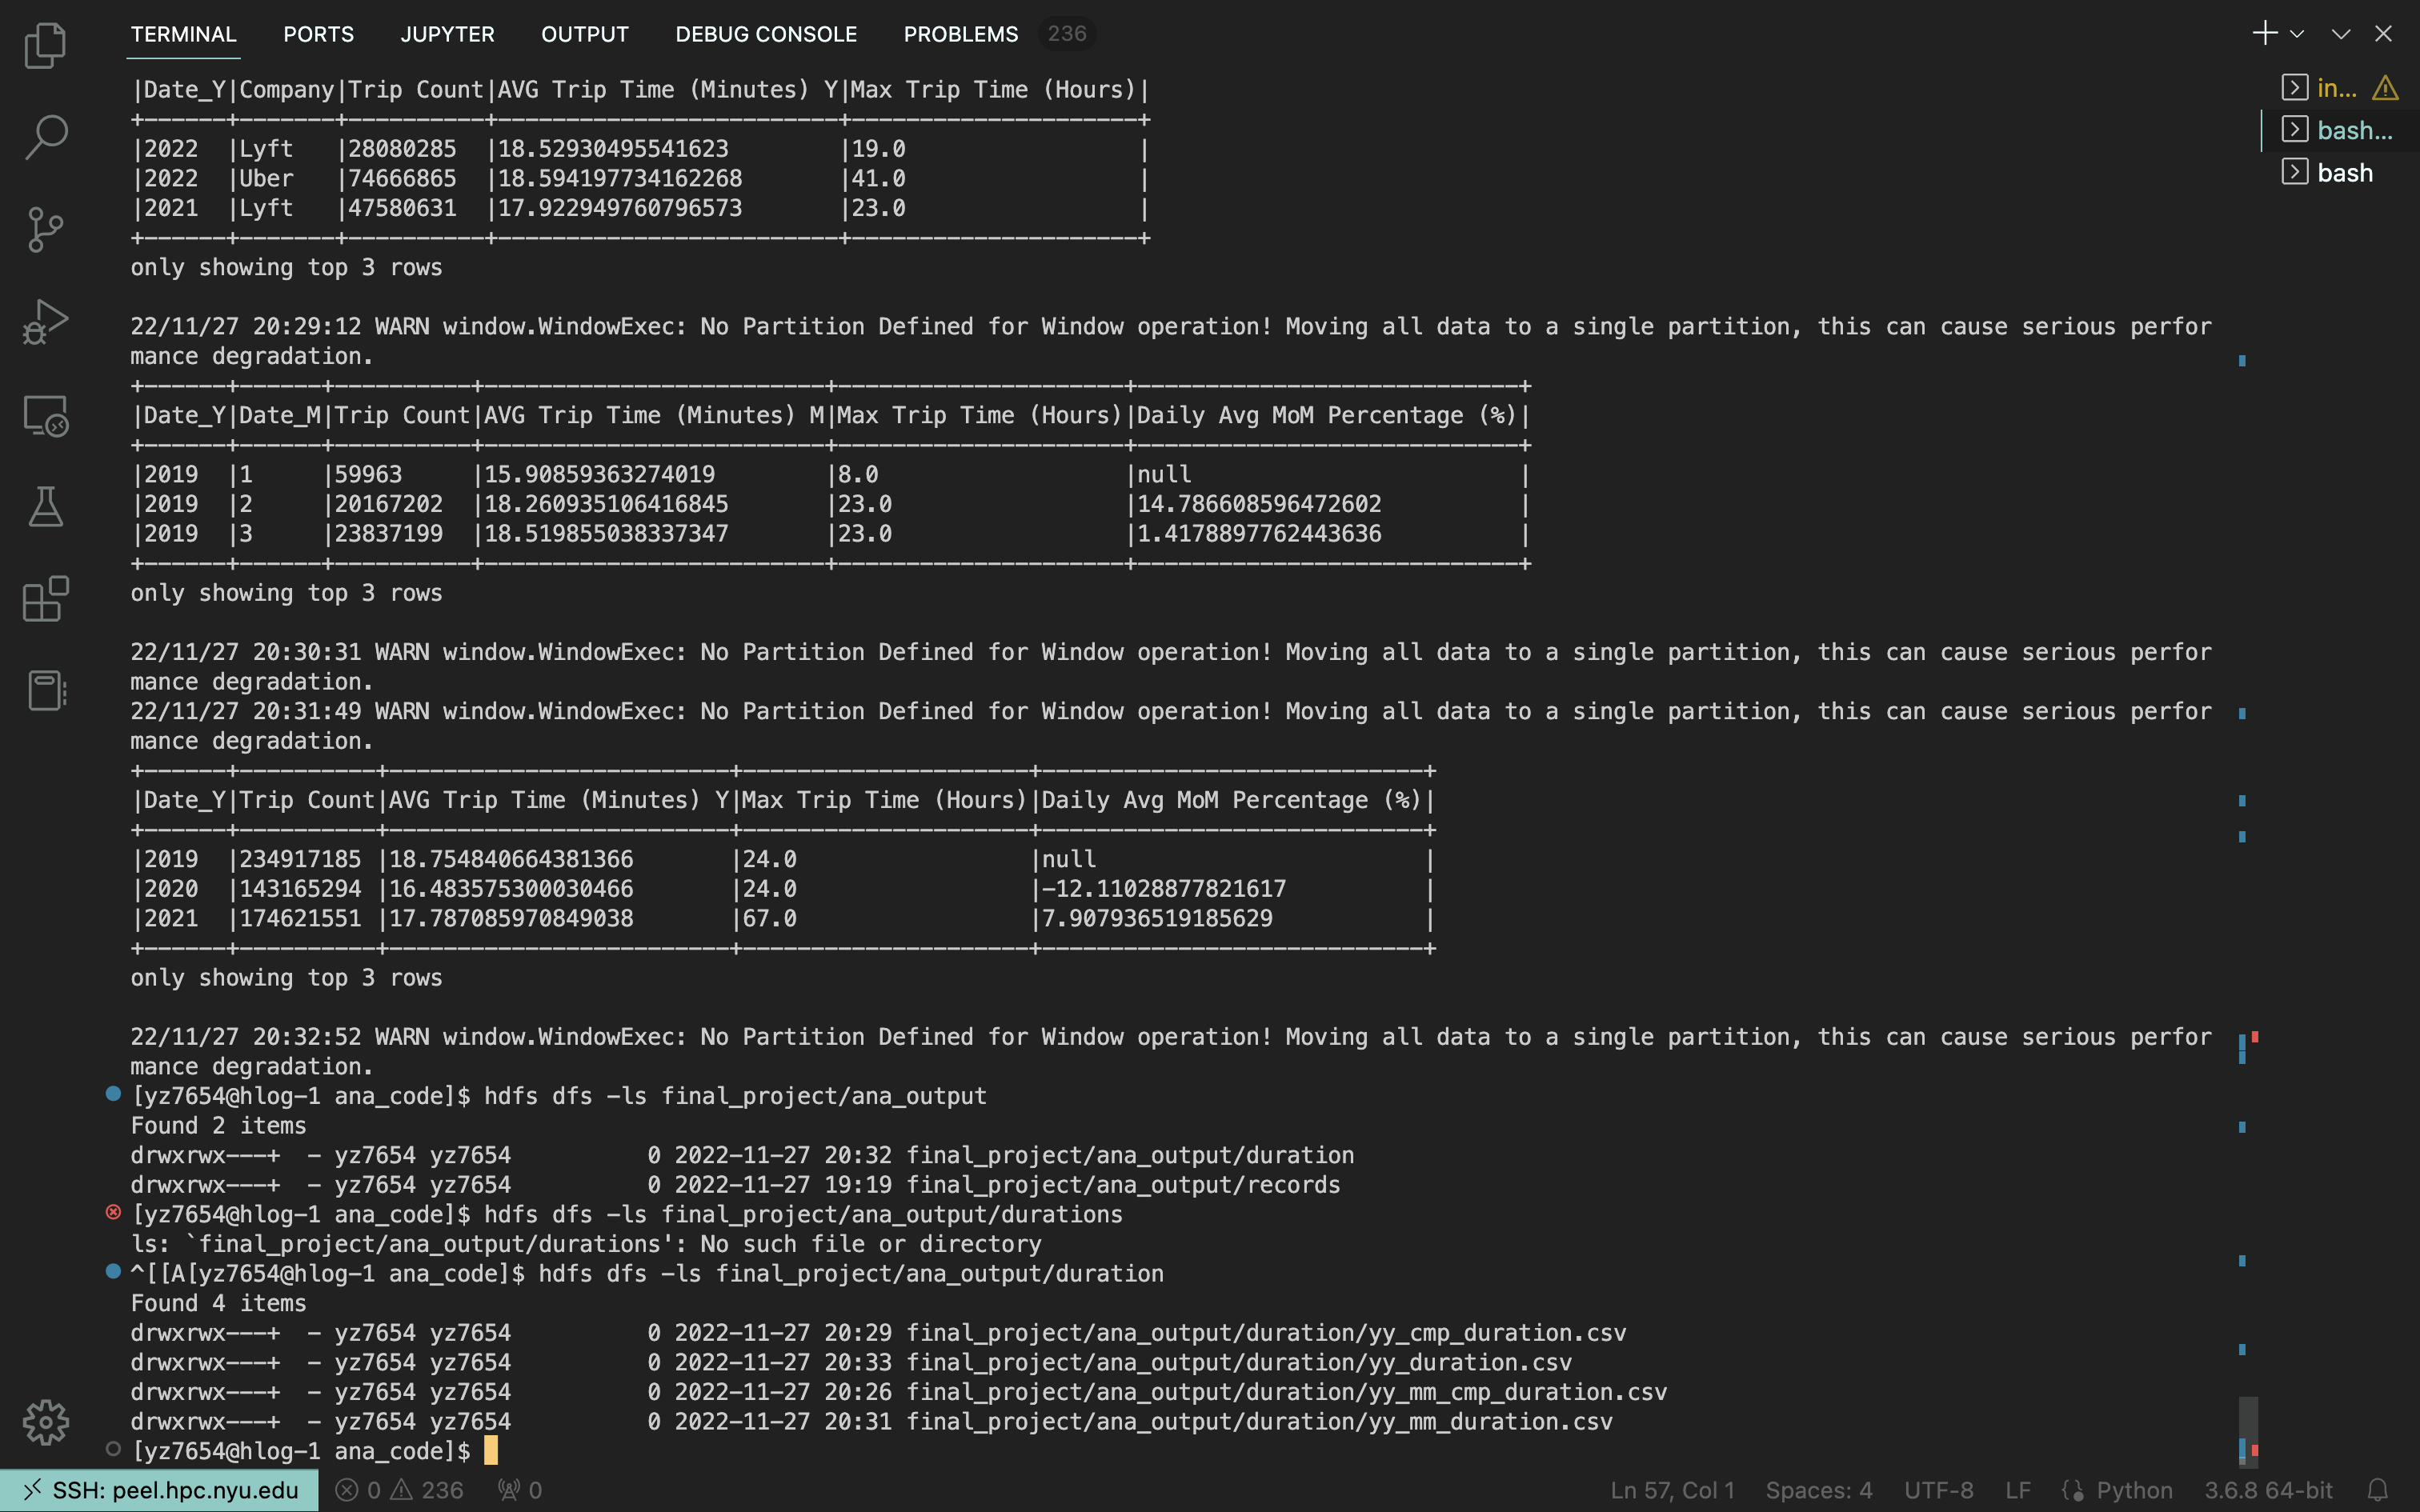 TERMINAL PORTS JUPYTER OUTPUT DEBUG CONSOLE PROBLEMS 236
|Date_Y|Company|Trip Count|AVG Trip Time (Minutes) Y|Max Trip Time (Hours)|
+------+-------+----------+-------------------------+---------------------+
|2022  |Lyft   |28080285  |18.52930495541623        |19.0                 |
|2022  |Uber   |74666865  |18.594197734162268       |41.0                 |
|2021  |Lyft   |47580631  |17.922949760796573       |23.0                 |
+------+-------+----------+-------------------------+---------------------+
only showing top 3 rows
22/11/27 20:29:12 WARN window.WindowExec: No Partition Defined for Window operation! Moving all data to a single partition, this can cause serious perfor
mance degradation.
+------+------+----------+-------------------------+---------------------+----------------------------+
|Date_Y|Date_M|Trip Count|AVG Trip Time (Minutes) M|Max Trip Time (Hours)|Daily Avg MoM Percentage (%)|
+------+------+----------+-------------------------+---------------------+----------------------------+
|2019  |1     |59963     |15.90859363274019        |8.0                  |null                        |
|2019  |2     |20167202  |18.260935106416845       |23.0                 |14.786608596472602          |
|2019  |3     |23837199  |18.519855038337347       |23.0                 |1.4178897762443636          |
+------+------+----------+-------------------------+---------------------+----------------------------+
only showing top 3 rows
22/11/27 20:30:31 WARN window.WindowExec: No Partition Defined for Window operation! Moving all data to a single partition, this can cause serious perfor
mance degradation.
22/11/27 20:31:49 WARN window.WindowExec: No Partition Defined for Window operation! Moving all data to a single partition, this can cause serious perfor
mance degradation.
+------+----------+-------------------------+---------------------+----------------------------+
|Date_Y|Trip Count|AVG Trip Time (Minutes) Y|Max Trip Time (Hours)|Daily Avg MoM Percentage (%)|
+------+----------+-------------------------+---------------------+----------------------------+
|2019  |234917185 |18.754840664381366       |24.0                 |null                        |
|2020  |143165294 |16.483575300030466       |24.0                 |-12.11028877821617          |
|2021  |174621551 |17.787085970849038       |67.0                 |7.907936519185629           |
+------+----------+-------------------------+---------------------+----------------------------+
only showing top 3 rows
22/11/27 20:32:52 WARN window.WindowExec: No Partition Defined for Window operation! Moving all data to a single partition, this can cause serious perfor
mance degradation.
[yz7654@hlog-1 ana_code]$ hdfs dfs -ls final_project/ana_output
Found 2 items
drwxrwx---+  - yz7654 yz7654          0 2022-11-27 20:32 final_project/ana_output/duration
drwxrwx---+  - yz7654 yz7654          0 2022-11-27 19:19 final_project/ana_output/records
[yz7654@hlog-1 ana_code]$ hdfs dfs -ls final_project/ana_output/durations
ls: `final_project/ana_output/durations': No such file or directory
^[[A[yz7654@hlog-1 ana_code]$ hdfs dfs -ls final_project/ana_output/duration
Found 4 items
drwxrwx---+  - yz7654 yz7654          0 2022-11-27 20:29 final_project/ana_output/duration/yy_cmp_duration.csv
drwxrwx---+  - yz7654 yz7654          0 2022-11-27 20:33 final_project/ana_output/duration/yy_duration.csv
drwxrwx---+  - yz7654 yz7654          0 2022-11-27 20:26 final_project/ana_output/duration/yy_mm_cmp_duration.csv
drwxrwx---+  - yz7654 yz7654          0 2022-11-27 20:31 final_project/ana_output/duration/yy_mm_duration.csv
[yz7654@hlog-1 ana_code]$
in...
bash...
bash
SSH: peel.hpc.nyu.edu 0 236 0 Ln 57, Col 1 Spaces: 4 UTF-8 LF Python 3.6.8 64-bit